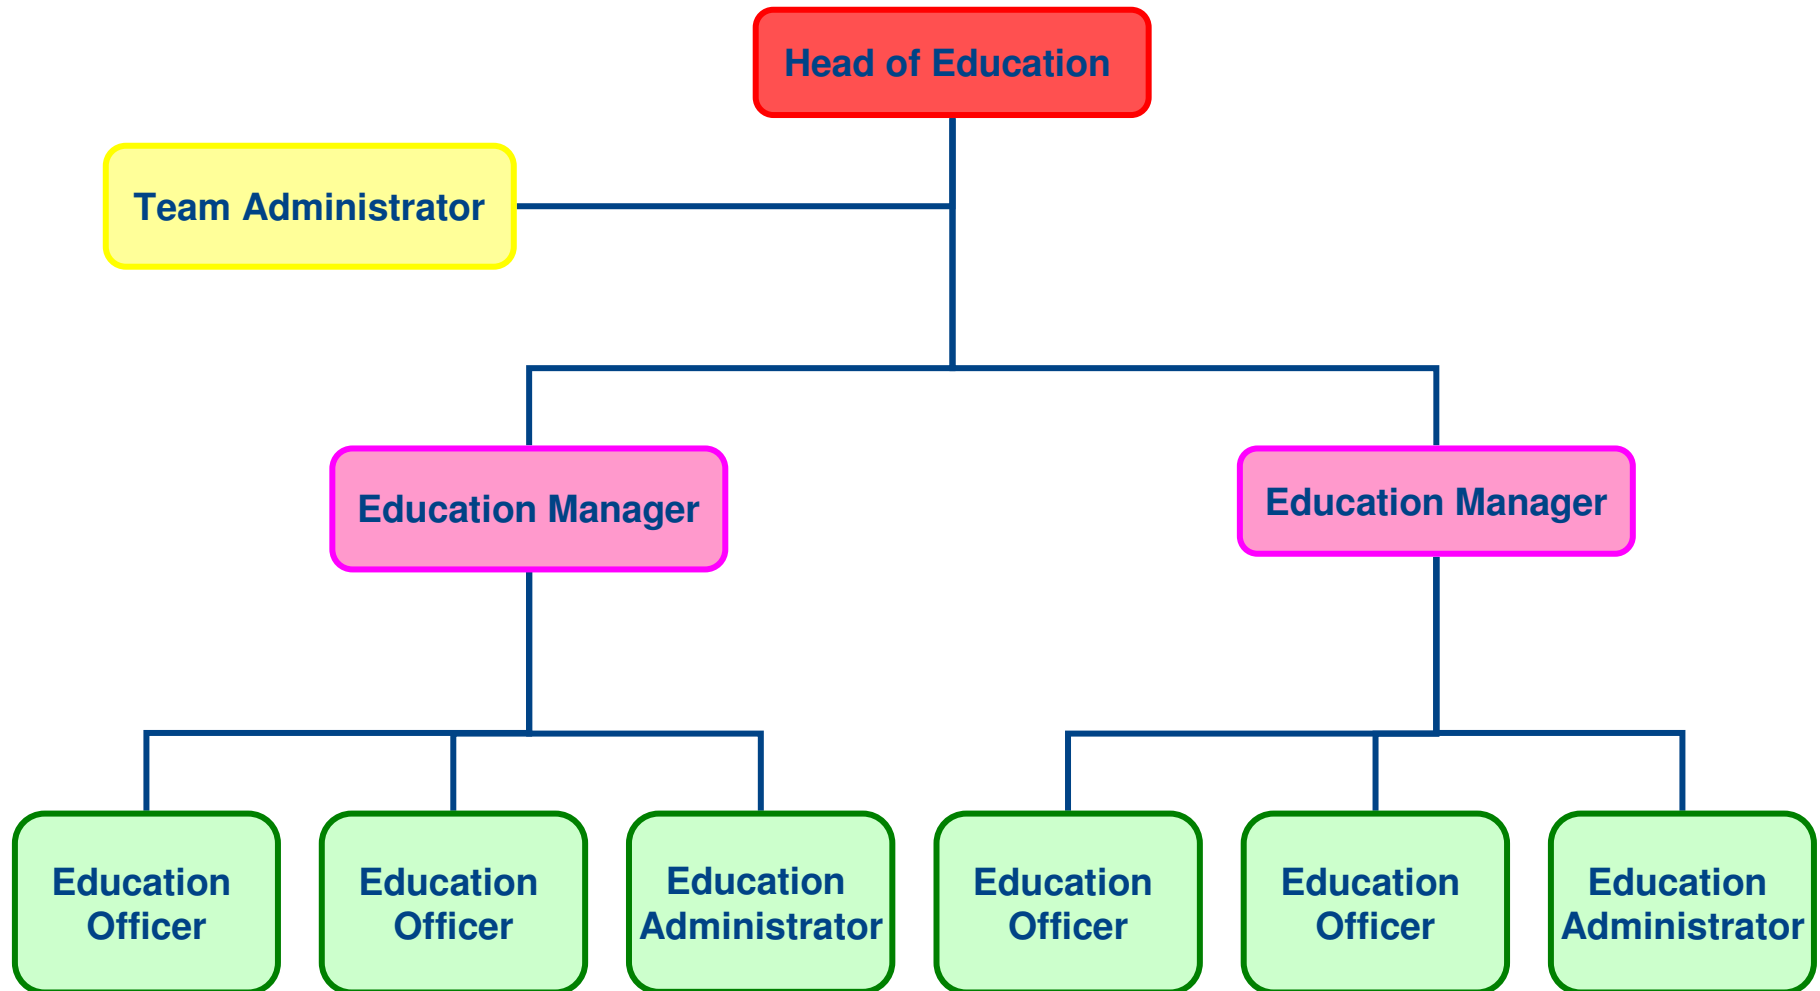 Head of Education
Team Administrator
Education Manager
Education Manager
Education
Officer
Education
Officer
Education
Administrator
Education
Officer
Education
Officer
Education
Administrator